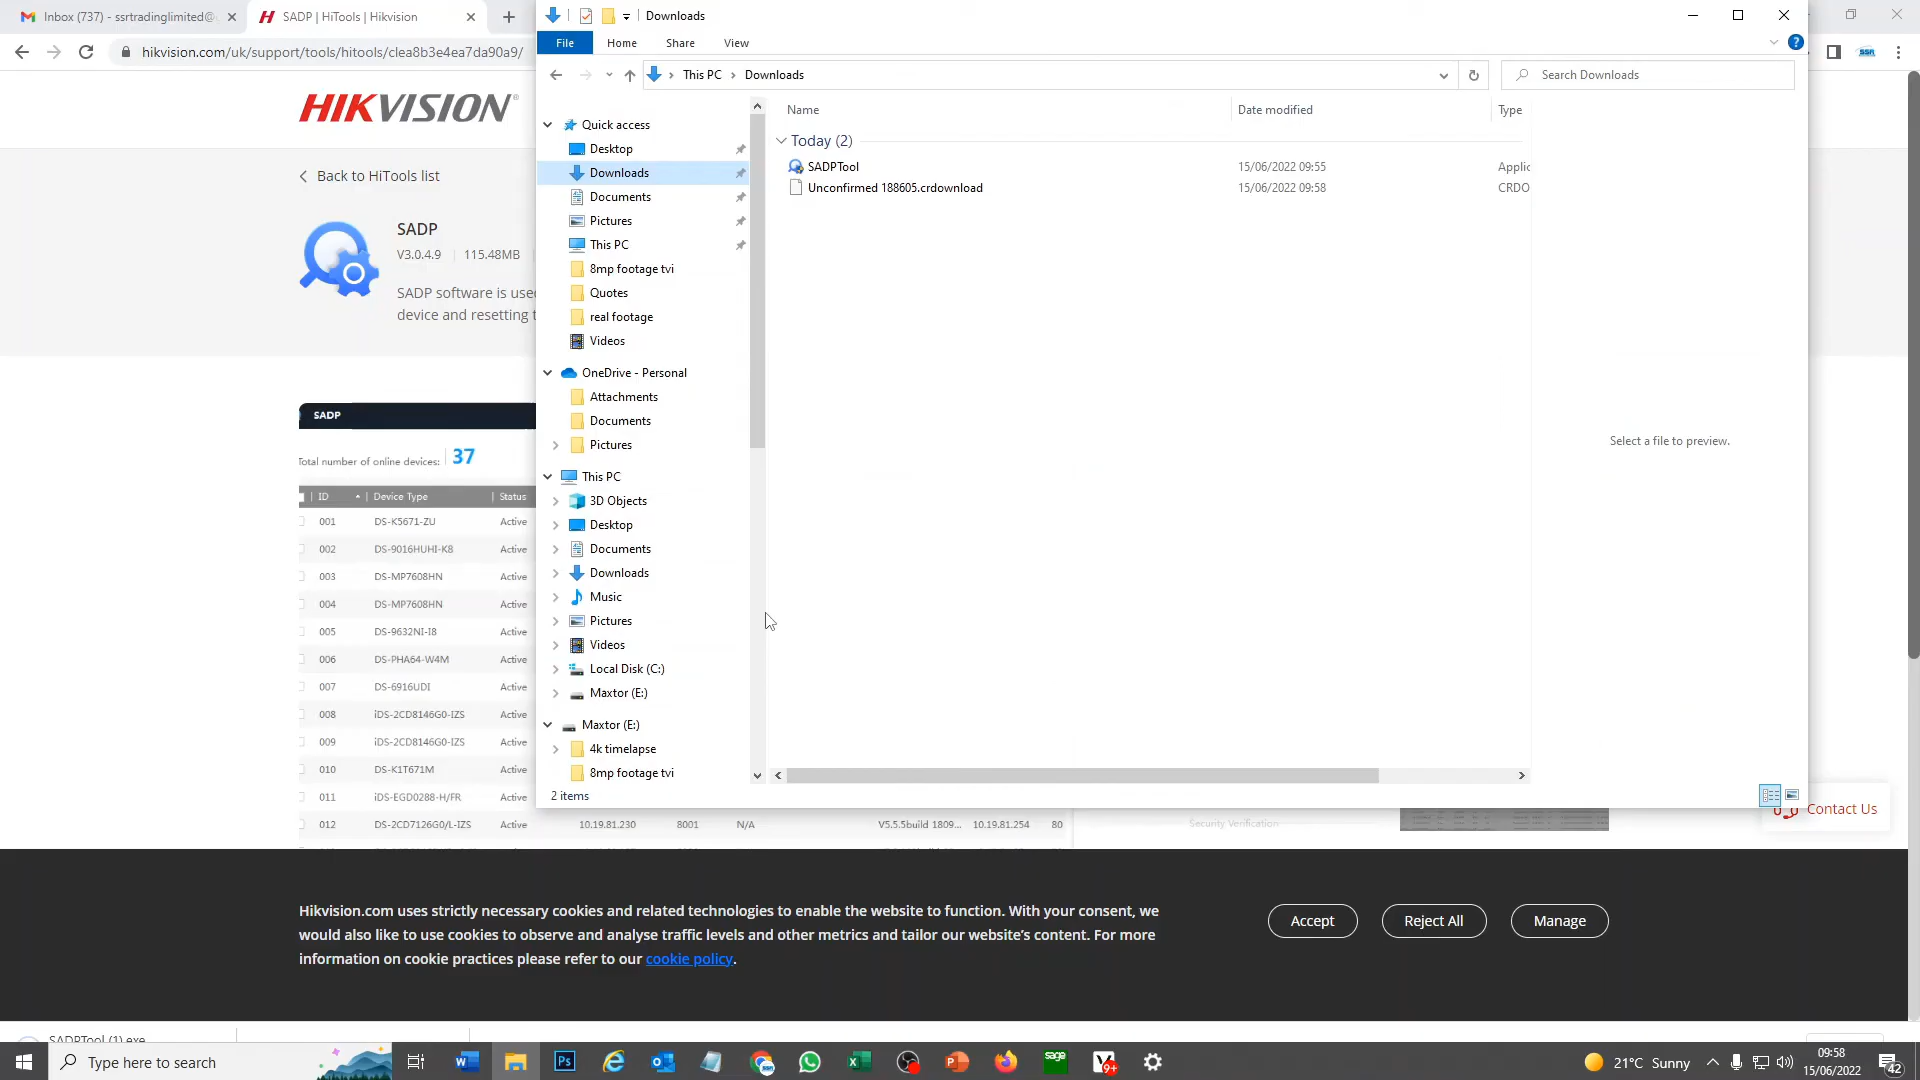 Inbox (737) - ssrtradinglimited@
SADP | HiTools | Hikvision
hikvision.com/uk/support/tools/hitools/clea8b3e4ea7da90a9/
HIKVISION
Back to HiTools list
SADP
V3.0.4.9
115.48MB
SADP software is used
device and resetting t
SADP
Total number of online devices: 37
ID Device Type Status
001 DS-K5671-ZU Active
002 DS-9016HUHI-K8 Active
003 DS-MP7608HN Active
004 DS-MP7608HN Active
005 DS-9632NI-I8 Active
006 DS-PHA64-W4M Active
007 DS-6916UDI Active
008 iDS-2CD8146G0-IZS Active
009 iDS-2CD8146G0-IZS Active
010 DS-K1T671M Active
011 iDS-EGD0288-H/FR Active
012 DS-2CD7126G0/L-IZS Active 10.19.81.230 8001 N/A V5.5.5build 1809... 10.19.81.254 80
Downloads
File Home Share View
This PC > Downloads
Search Downloads
Quick access
Desktop
Downloads
Documents
Pictures
This PC
8mp footage tvi
Quotes
real footage
Videos
OneDrive - Personal
Attachments
Documents
Pictures
This PC
3D Objects
Desktop
Documents
Downloads
Music
Pictures
Videos
Local Disk (C:)
Maxtor (E:)
Maxtor (E:)
4k timelapse
8mp footage tvi
2 items
Name Date modified Type
Today (2)
SADPTool 15/06/2022 09:55 Applic
Unconfirmed 188605.crdownload 15/06/2022 09:58 CRDO
Select a file to preview.
Security Verification
Contact Us
Hikvision.com uses strictly necessary cookies and related technologies to enable the website to function. With your consent, we
would also like to use cookies to observe and analyse traffic levels and other metrics and tailor our website's content. For more
information on cookie practices please refer to our cookie policy.
Accept
Reject All
Manage
SADPTool (1).exe
Type here to search
sage
9+
21°C Sunny
09:58
15/06/2022
42